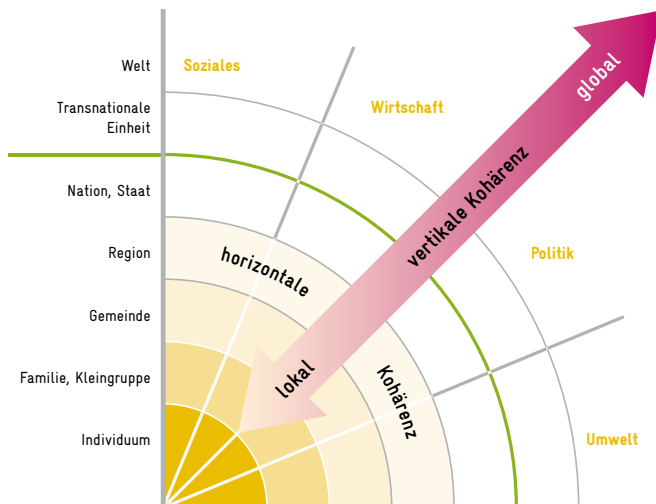 Welt
Soziales
Transnationale
Einheit
Wirtschaft
global
Nation, Staat
vertikale Kohärenz
Region
horizontale
Politik
Gemeinde
lokal
Kohärenz
Familie, Kleingruppe
Individuum
Umwelt